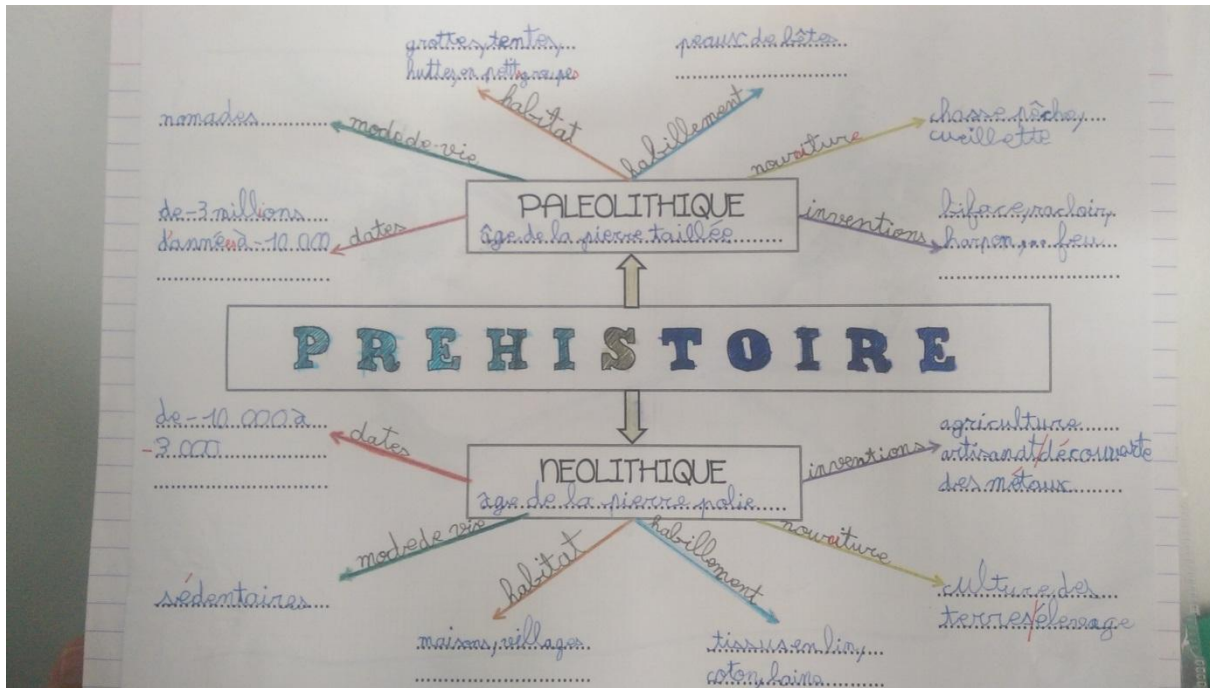 grottes, tentes,
huttes, en petits groupes
peaux de bêtes
nomades
mode de vie
habitat
habillement
nourriture
chasse pêche,
cueillette
de -3 millions
d'années à -10.000
dates
PALEOLITHIQUE
âge de la pierre taillée
inventions
biface, racloir,
harpon, ... feu
PREHISTOIRE
de -10.000 à
-3.000
dates
NEOLITHIQUE
âge de la pierre polie
inventions
agriculture
artisanat/découverte
des métaux
mode de vie
habitat
habillement
nourriture
sédentaires
maisons, villages
tissus en lin,
coton, laine
culture des
terres/élevage